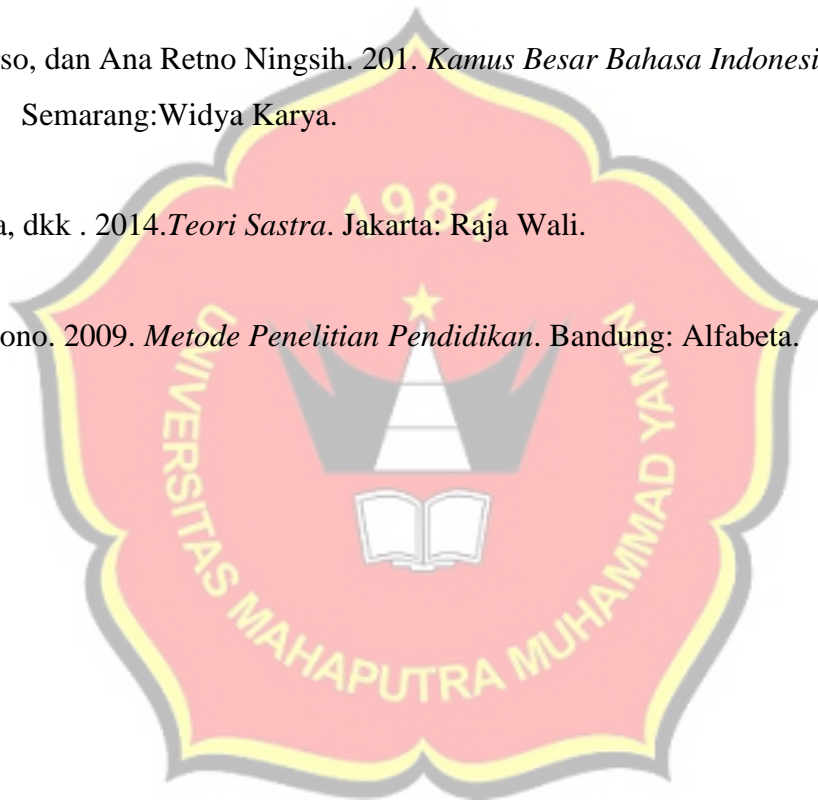 rso, dan Ana Retno Ningsih. 201. Kamus Besar Bahasa Indonesi
Semarang:Widya Karya.
a, dkk . 2014.Teori Sastra. Jakarta: Raja Wali.
ono. 2009. Metode Penelitian Pendidikan. Bandung: Alfabeta.
1984
UNIVERSITAS MAHAPUTRA MUHAMMAD YAMIN